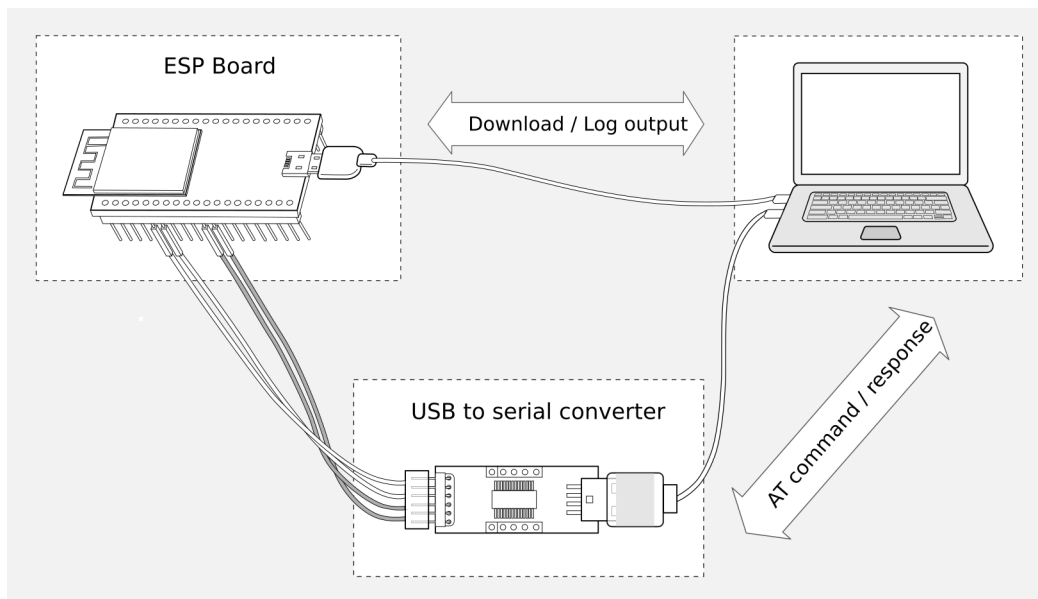 ESP Board
Download / Log output
USB to serial converter
AT command / response